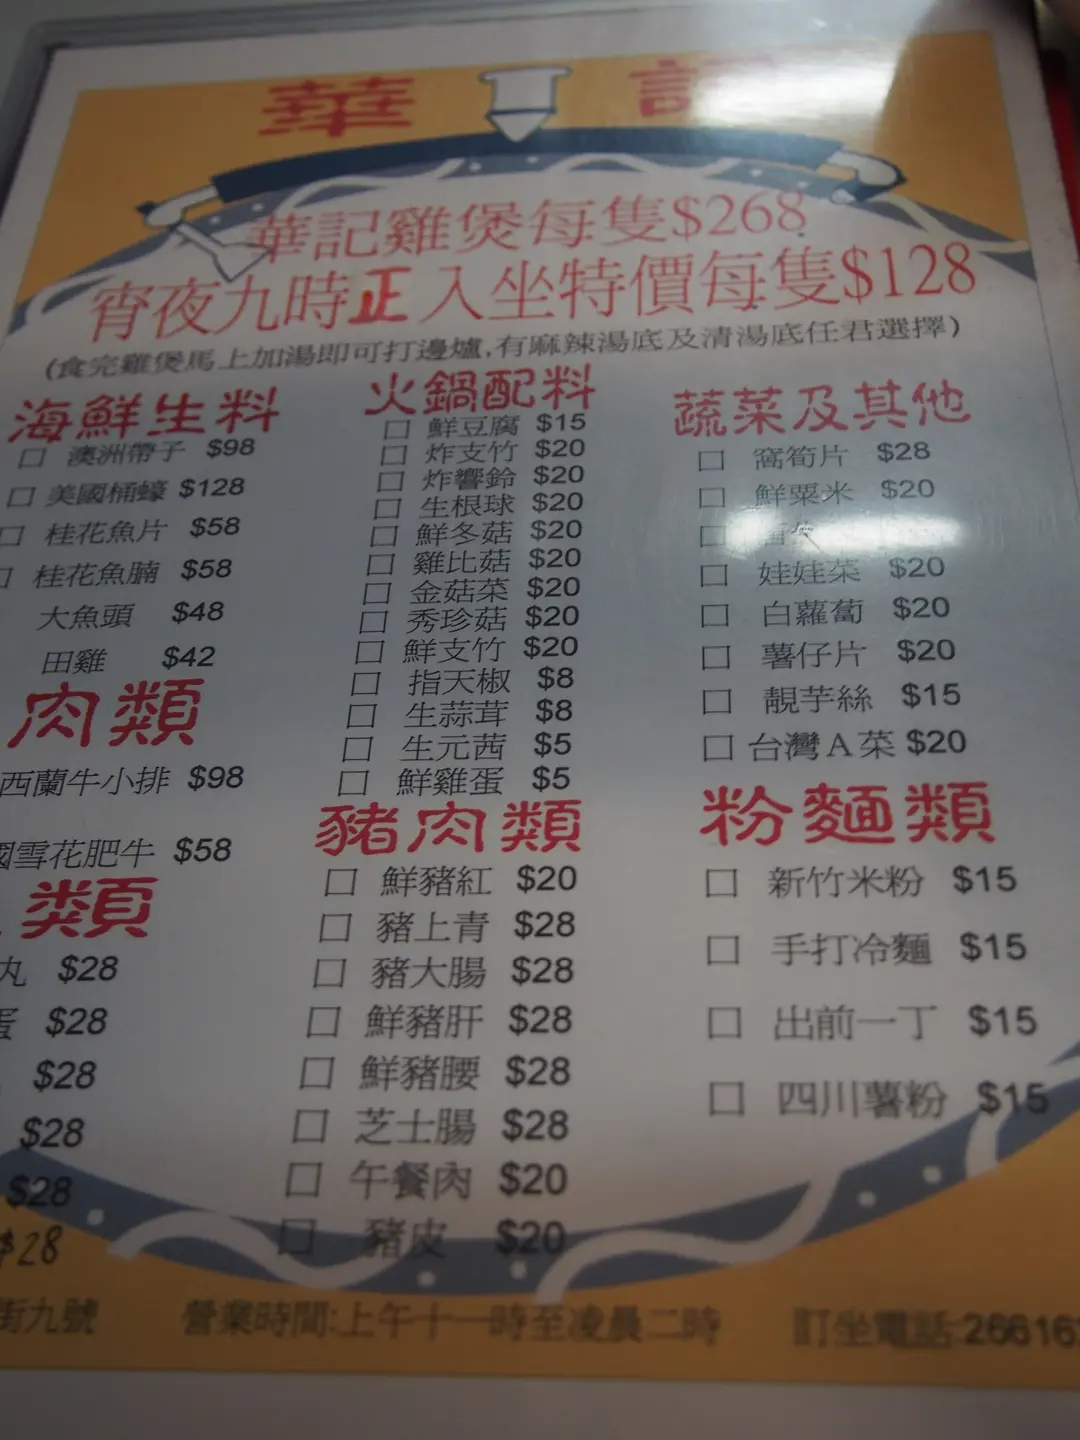 華記
華記雞煲每隻$268
宵夜九時正入坐特價每隻$128
(食完雞煲馬上加湯即可打邊爐,有麻辣湯底及清湯底任君選擇)
海鮮生料
澳洲帶子 $98
美國桶蠔 $128
桂花魚片 $58
桂花魚腩 $58
大魚頭 $48
田雞 $42
肉類
西蘭牛小排 $98
國雪花肥牛 $58
類
丸 $28
蛋 $28
$28
$28
$28
$28
火鍋配料
鮮豆腐 $15
炸支竹 $20
炸響鈴 $20
生根球 $20
鮮冬菇 $20
雞比菇 $20
金菇菜 $20
秀珍菇 $20
鮮支竹 $20
指天椒 $8
生蒜茸 $8
生元茜 $5
鮮雞蛋 $5
豬肉類
鮮豬紅 $20
豬上青 $28
豬大腸 $28
鮮豬肝 $28
鮮豬腰 $28
芝士腸 $28
午餐肉 $20
豬皮 $20
蔬菜及其他
窩筍片 $28
鮮粟米 $20
娃娃菜 $20
白蘿蔔 $20
薯仔片 $20
靚芋絲 $15
台灣A菜 $20
粉麵類
新竹米粉 $15
手打冷麵 $15
出前一丁 $15
四川薯粉 $15
街九號 營業時間:上午十一時至凌晨二時 訂坐電話:266161